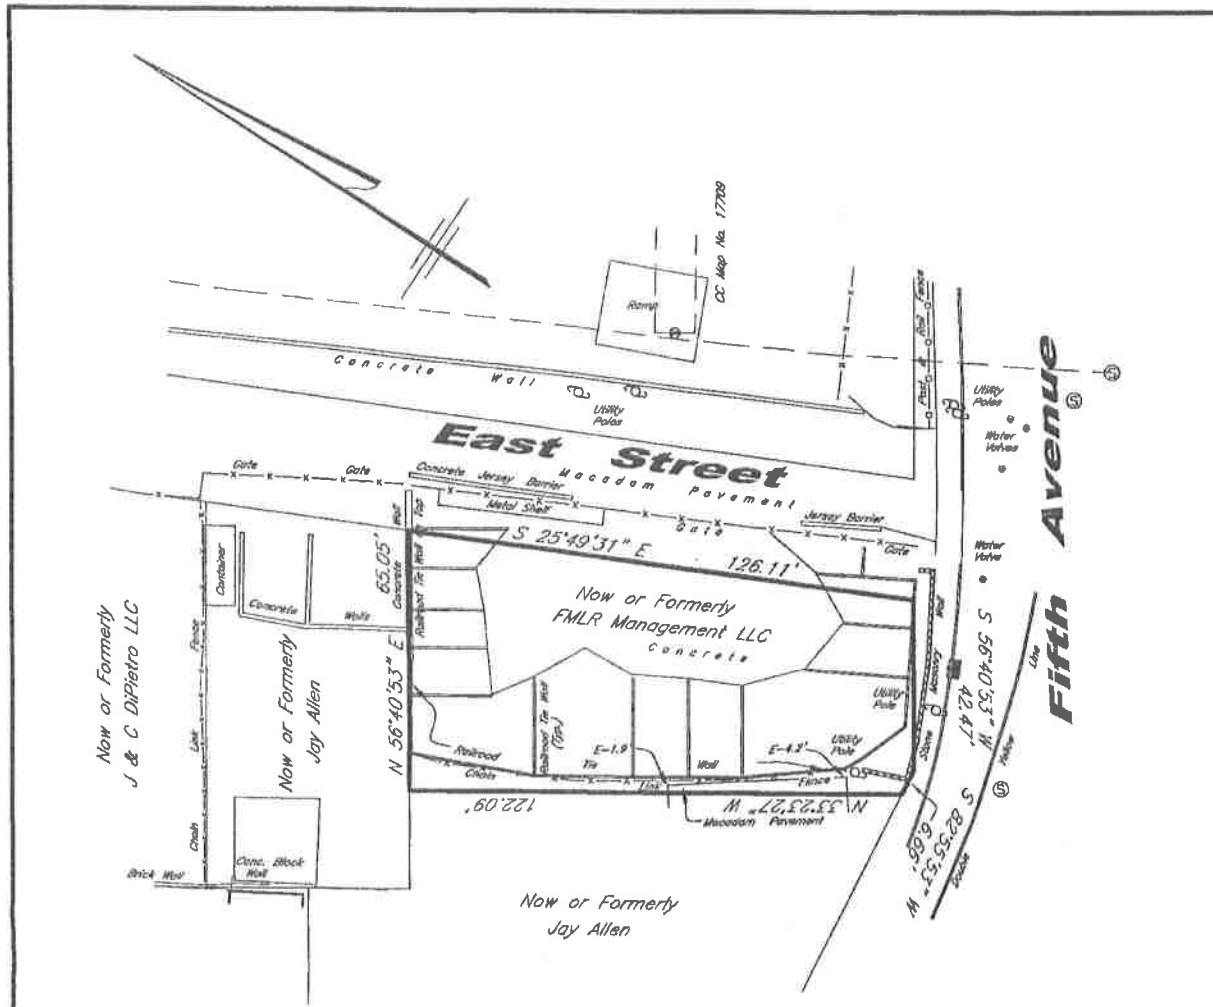 CC Map No. 17709
Ramp
Concrete Wall
Utility
Poles
Post & Rail Fence
Utility
Poles
Water
Valves
Fifth Avenue
East Street
Macadam Pavement
Gate
Gate
Concrete Jersey Barrier
Metal Shelf
Gate
Jersey Barrier
Gate
Water
Valve
S 25°49'31" E
126.11'
Container
Concrete Walls
65.05'
Concrete Wall
Railroad Tie Wall
Now or Formerly
FMLR Management LLC
Concrete
N 56°40'53" E
S 56°40'53" W
42.47'
Stone Masonry Wall
Utility
Pole
Utility
Pole
Now or Formerly
J & C DiPietro LLC
Now or Formerly
Jay Allen
Chain Link Fence
Railroad Tie Wall
(Typ.)
E-1.9
E-4.2'
Railroad Tie Wall
Chain Link Fence
122.09'
N 33°23'27" W
Macadam Pavement
6.66'
S 82°55'53" W
Double Yellow Line
Conc. Block
Wall
Brick Wall
Now or Formerly
Jay Allen